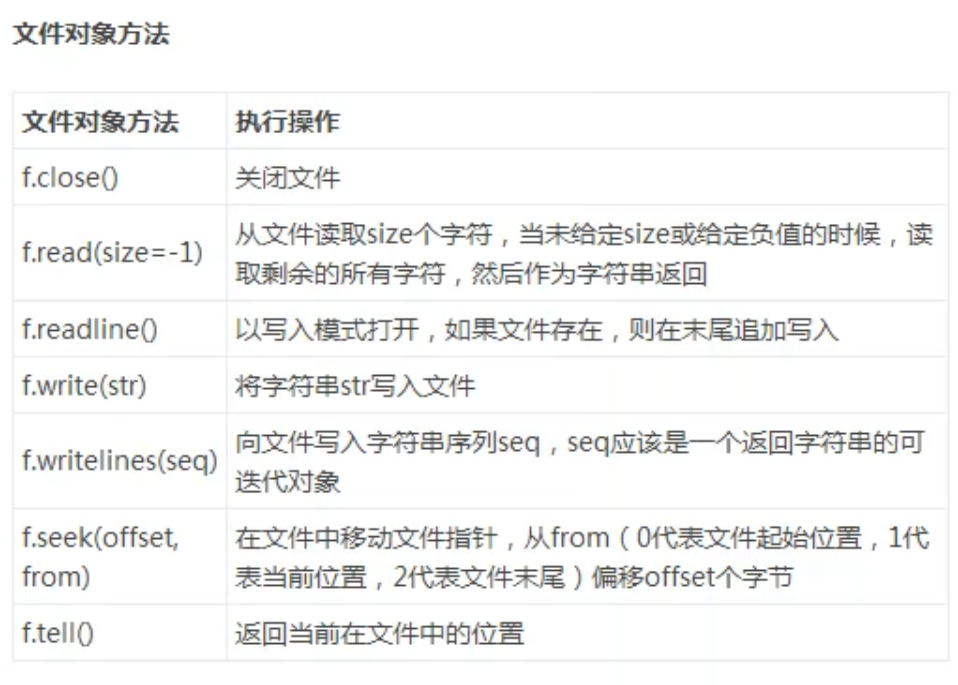 文件对象方法
文件对象方法 执行操作
f.close() 关闭文件
f.read(size=-1) 从文件读取size个字符，当未给定size或给定负值的时候，读
取剩余的所有字符，然后作为字符串返回
f.readline() 以写入模式打开，如果文件存在，则在末尾追加写入
f.write(str) 将字符串str写入文件
f.writelines(seq) 向文件写入字符串序列seq，seq应该是一个返回字符串的可
迭代对象
f.seek(offset, 在文件中移动文件指针，从from（0代表文件起始位置，1代
from) 表当前位置，2代表文件末尾）偏移offset个字节
f.tell() 返回当前在文件中的位置